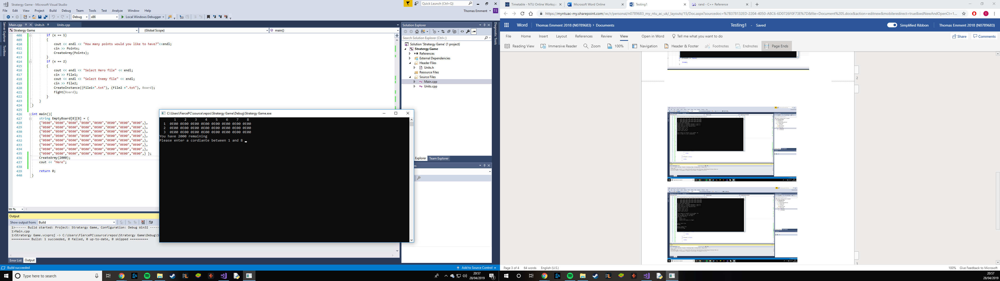 Stratergy Game - Microsoft Visual Studio
Quick Launch (Ctrl+Q)
File Edit View Project Build Debug Team Tools Test Analyze Window Help
Thomas Emment TE
Debug x86 Local Windows Debugger
Server Explorer
Toolbox
Main.cpp Units.h Units.cpp
Stratergy Game (Global Scope) main()
408 if (x == 1)
409 {
410 cout << endl << "How many points would you like to have?"<<endl;
411 cin >> Points;
412 CreateArmy(Points);
413 }
414 if (x == 2)
415 {
416 cout << endl << "Select Hero file" << endl;
417 cin >> File1;
418 cout << endl << "Select Enemy file" << endl;
419 cin >> File2;
420 CreateInstance((File1+".txt"), (File2 +".txt"), Board);
421 Fight(Board);
422 }
423 }
424 }
425
426 int main(){
427 string EmptyBoard[8][8] = {
428 {"0E00","0E00","0E00","0E00","0E00","0E00","0E00","0E00",},
429 {"0E00","0E00","0E00","0E00","0E00","0E00","0E00","0E00",},
430 {"0E00","0E00","0E00","0E00","0E00","0E00","0E00","0E00",},
431 {"0E00","0E00","0E00","0E00","0E00","0E00","0E00","0E00",},
432 {"0E00","0E00","0E00","0E00","0E00","0E00","0E00","0E00",},
433 {"0E00","0E00","0E00","0E00","0E00","0E00","0E00","0E00",},
434 {"0E00","0E00","0E00","0E00","0E00","0E00","0E00","0E00",},
435 {"0E00","0E00","0E00","0E00","0E00","0E00","0E00","0E00",} };
436 CreateArmy(2000);
437 cout << "Here";
438
439 return 0;
440 }
99 %
Output
Show output from: Build
1>------ Build started: Project: Stratergy Game, Configuration: Debug Win32 -----
1>Main.cpp
1>Stratergy Game.vcxproj -> C:\Users\FiercePC\source\repos\Stratergy Game\Debug\S
========== Build: 1 succeeded, 0 failed, 0 up-to-date, 0 skipped ==========
Error List Output
Build succeeded
Add to Source Control
C:\Users\FiercePC\source\repos\Stratergy Game\Debug\Stratergy Game.exe
1 2 3 4 5 6 7 8
1 0E00 0E00 0E00 0E00 0E00 0E00 0E00 0E00
2 0E00 0E00 0E00 0E00 0E00 0E00 0E00 0E00
3 0E00 0E00 0E00 0E00 0E00 0E00 0E00 0E00
You have 2000 remaining
Please enter a cordiante between 1 and 8
Solution Explorer
Search Solution Explorer (Ctrl+;)
Solution 'Stratergy Game' (1 project)
Stratergy Game
References
External Dependencies
Header Files
Units.h
Resource Files
Source Files
Main.cpp
Units.cpp
Explorer Team Explorer
es
Diagnostic Tools
Type here to search
20:57
28/04/2019
1
Timetable - NTU Online Worksp
Microsoft Word Online
Testing1
rand - C++ Reference
https://myntuac-my.sharepoint.com/:w:/r/personal/n0789683_my_ntu_ac_uk/_layouts/15/Doc.aspx?sourcedoc=%7B378132ED-2204-4050-A8C6-6D0726F0F73E%7D&file=Document%205.docx&action=editnew&mobileredirect=true&wdNewAndOpenCt=1...
t
Word Thomas Emment 2018 (N0789683) > Documents
Testing1 - Saved
Simplified Ribbon Thomas Emment 2018 (N0789683)
File Home Insert Layout References Review View Open in Word Tell me what you want to do
Share Comments
Reading View Immersive Reader Zoom 100% Navigation Header & Footer Footnotes Endnotes Page Ends
break;
2
3
Page 3 of 4 64 words English (U.S.)
100% Give Feedback to Microsoft
20:57
28/04/2019